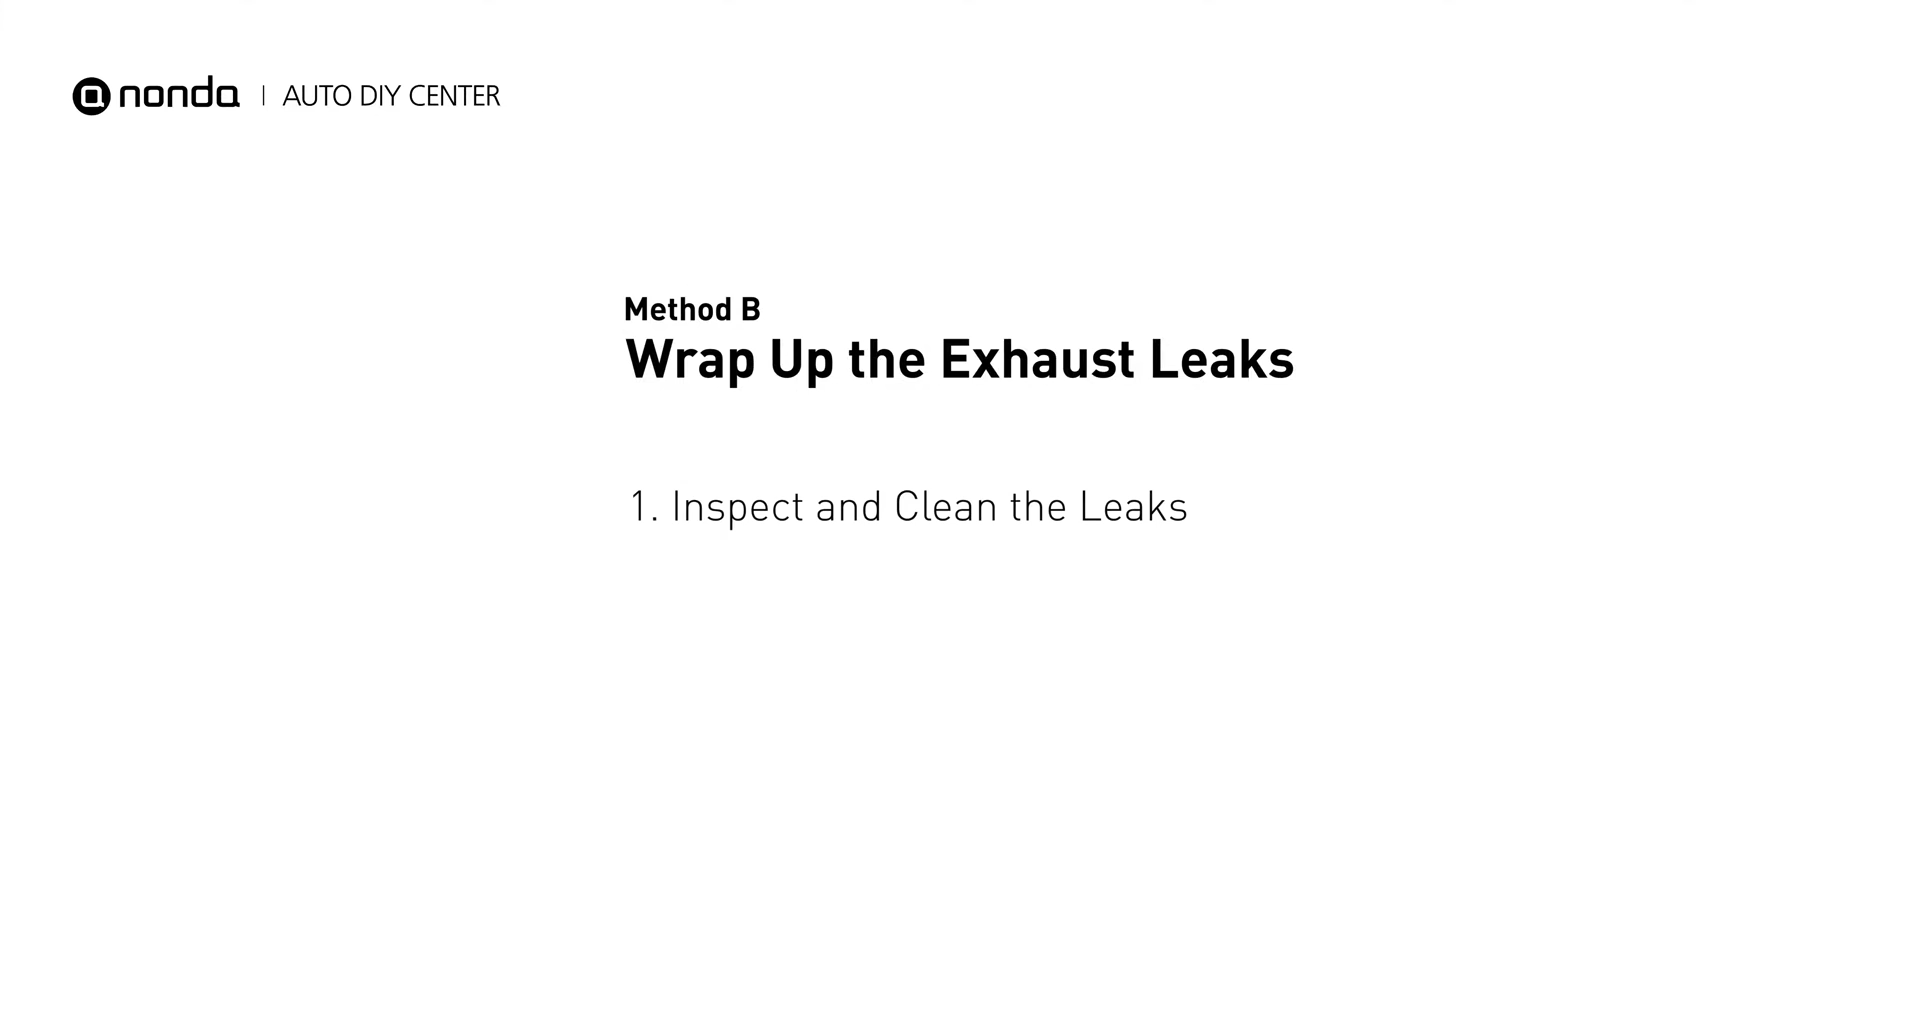 nonda | AUTO DIY CENTER
Method B
Wrap Up the Exhaust Leaks
1. Inspect and Clean the Leaks